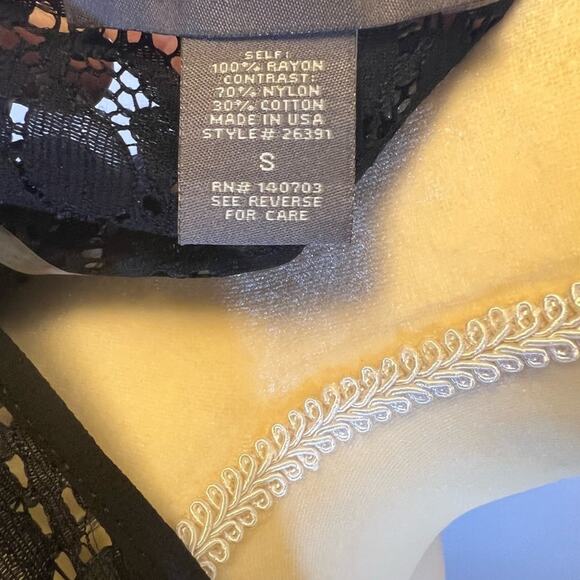 SELF:
100% RAYON
CONTRAST:
70% NYLON
30% COTTON
MADE IN USA
STYLE# 26391
S
RN# 140703
SEE REVERSE
FOR CARE